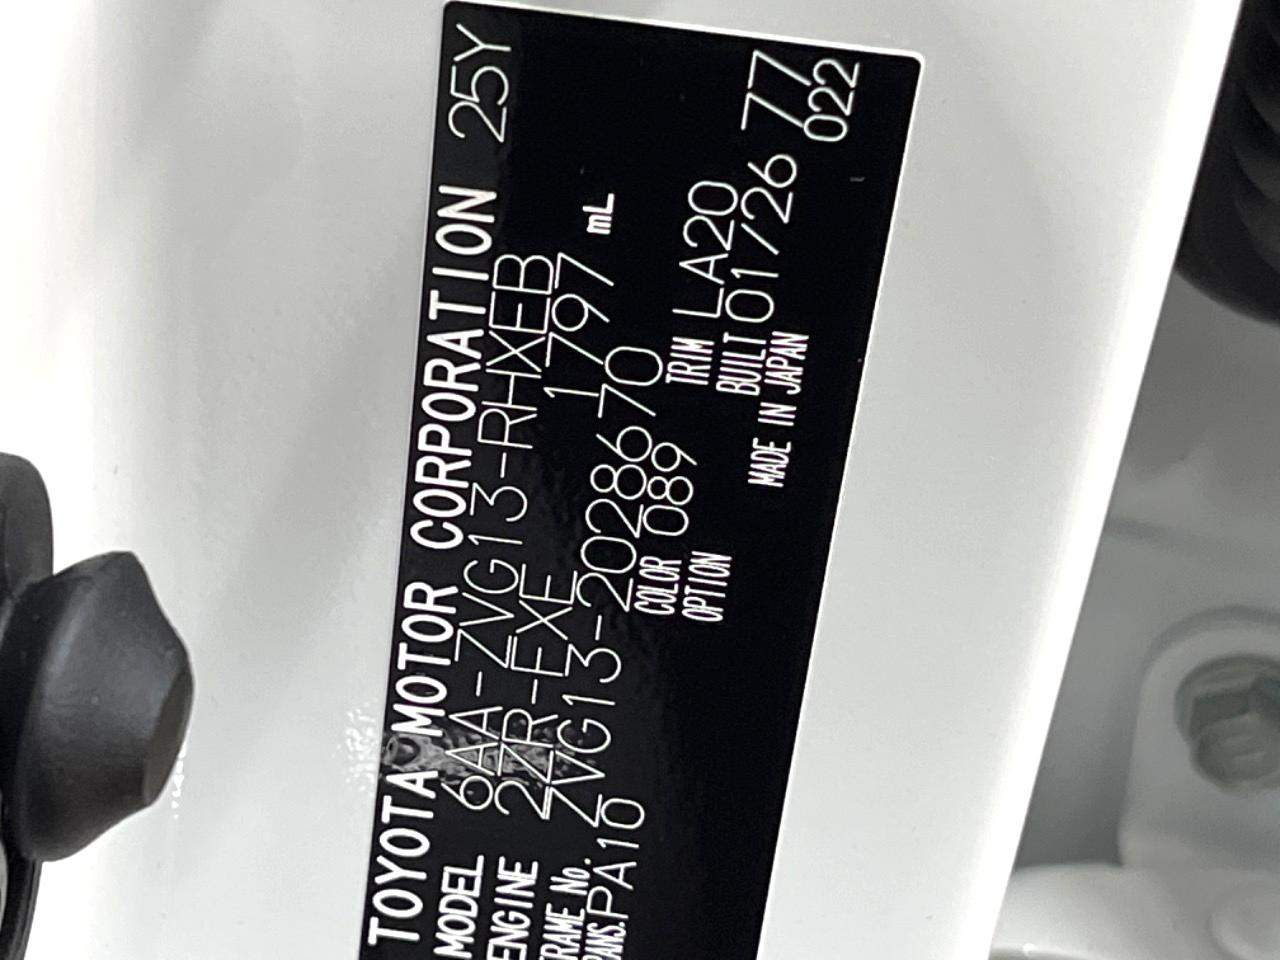 TOYOTA MOTOR CORPORATION 25Y
MODEL 6AA-ZVG13-RHXEB
ENGINE 2ZR-FXE 1797 mL
FRAME No. ZVG13-2028670
TRANS. PA10
COLOR 089 TRIM LA20
OPTION BUILT 01/26 77
MADE IN JAPAN 022